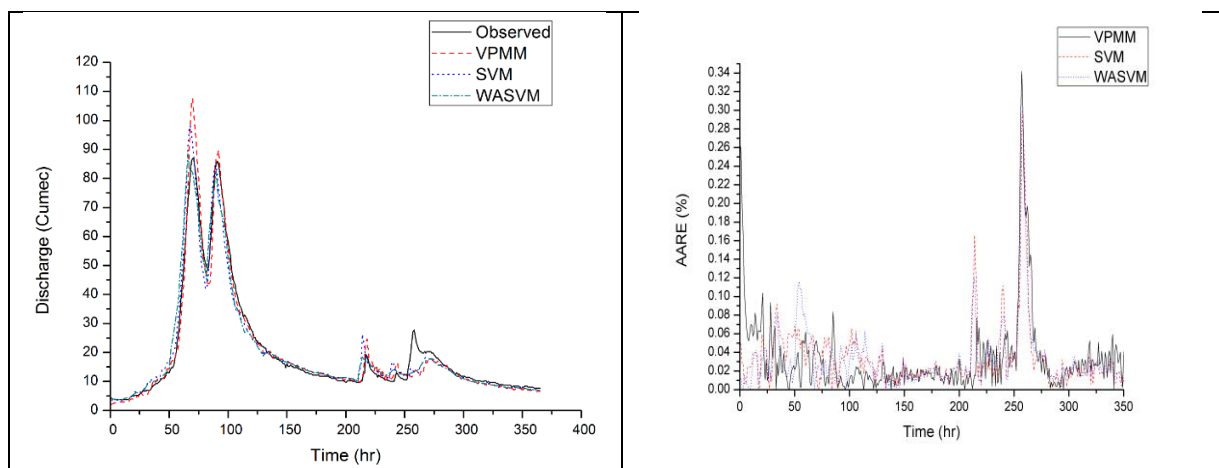 Observed
VPMM
SVM
WASVM
120
110
100
90
80
70
60
50
40
30
20
10
0
Discharge (Cumec)
0 50 100 150 200 250 300 350 400
Time (hr)
VPMM
SVM
WASVM
0.34
0.32
0.30
0.28
0.26
0.24
0.22
0.20
0.18
0.16
0.14
0.12
0.10
0.08
0.06
0.04
0.02
0.00
AARE (%)
0 50 100 150 200 250 300 350
Time (hr)